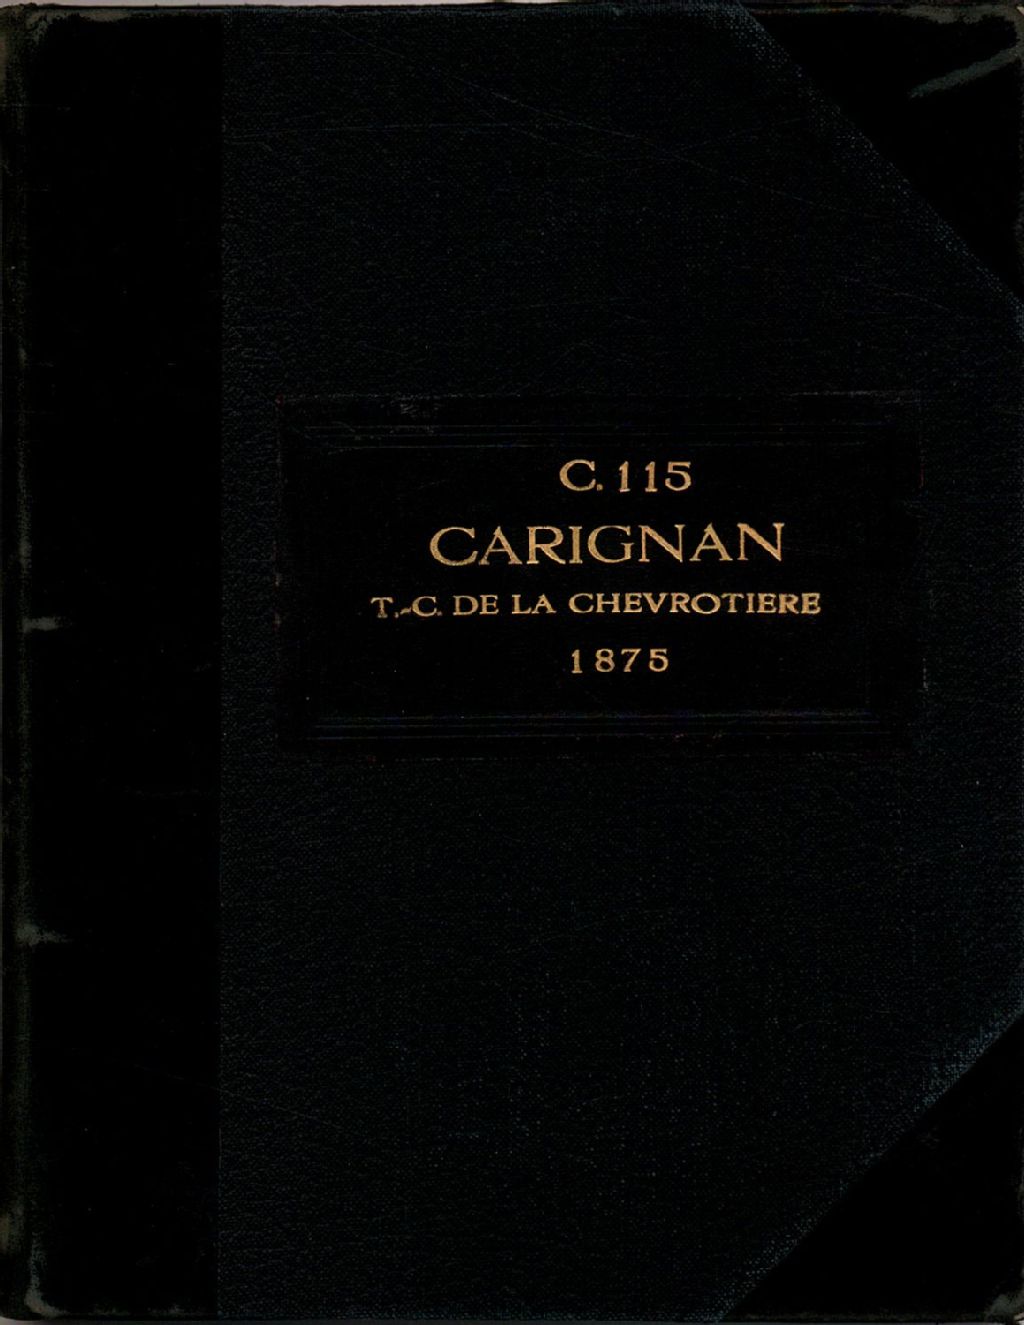 C. 115
CARIGNAN
T.-C. DE LA CHEVROTIERE
1875